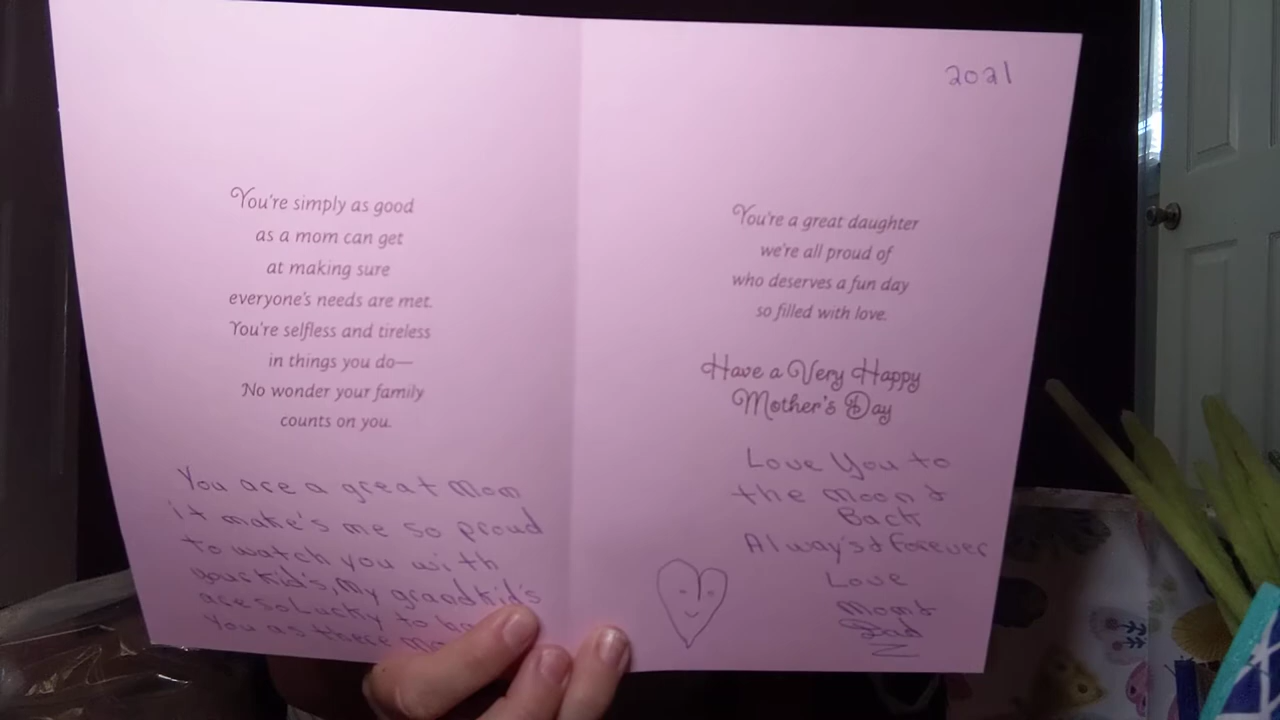 You're simply as good
as a mom can get
at making sure
everyone's needs are met.
You're selfless and tireless
in things you do—
No wonder your family
counts on you.
You are a great Mom
it make's me so proud
to watch you with
your kid's, My grandkid's
are so Lucky to
You as there
2021
You're a great daughter
we're all proud of
who deserves a fun day
so filled with love.
Have a Very Happy
Mother's Day
Love You to
the Moon &
Back
Alway's & forever
Love
Mom &
Dad